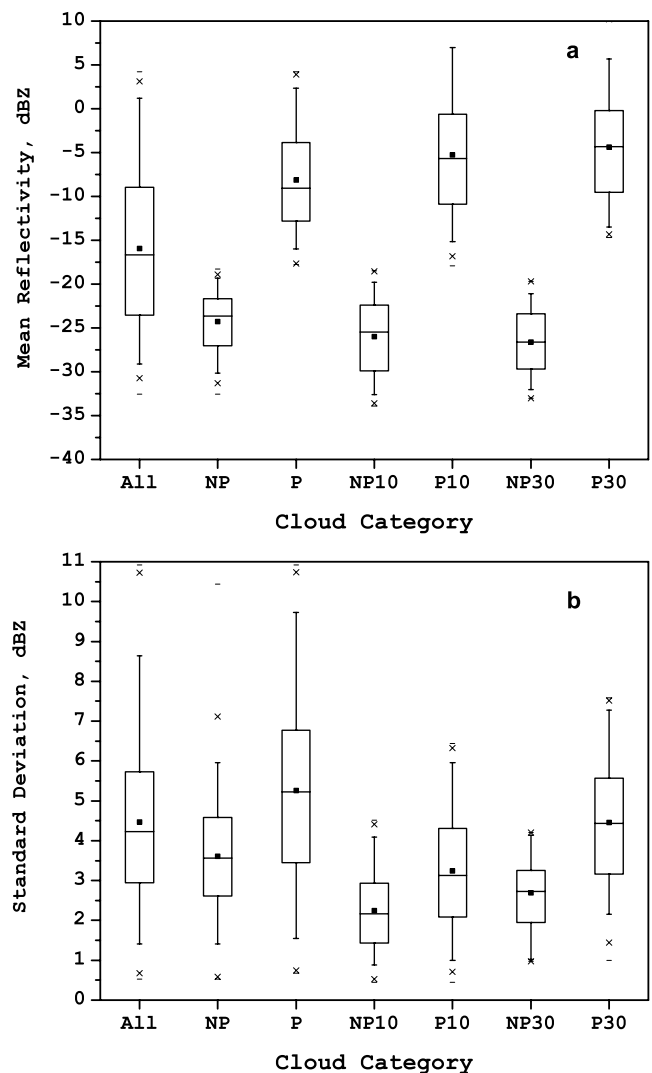 a
Mean Reflectivity, dBZ
10
5
0
-5
-10
-15
-20
-25
-30
-35
-40
All NP P NP10 P10 NP30 P30
Cloud Category
b
Standard Deviation, dBZ
11
10
9
8
7
6
5
4
3
2
1
0
All NP P NP10 P10 NP30 P30
Cloud Category